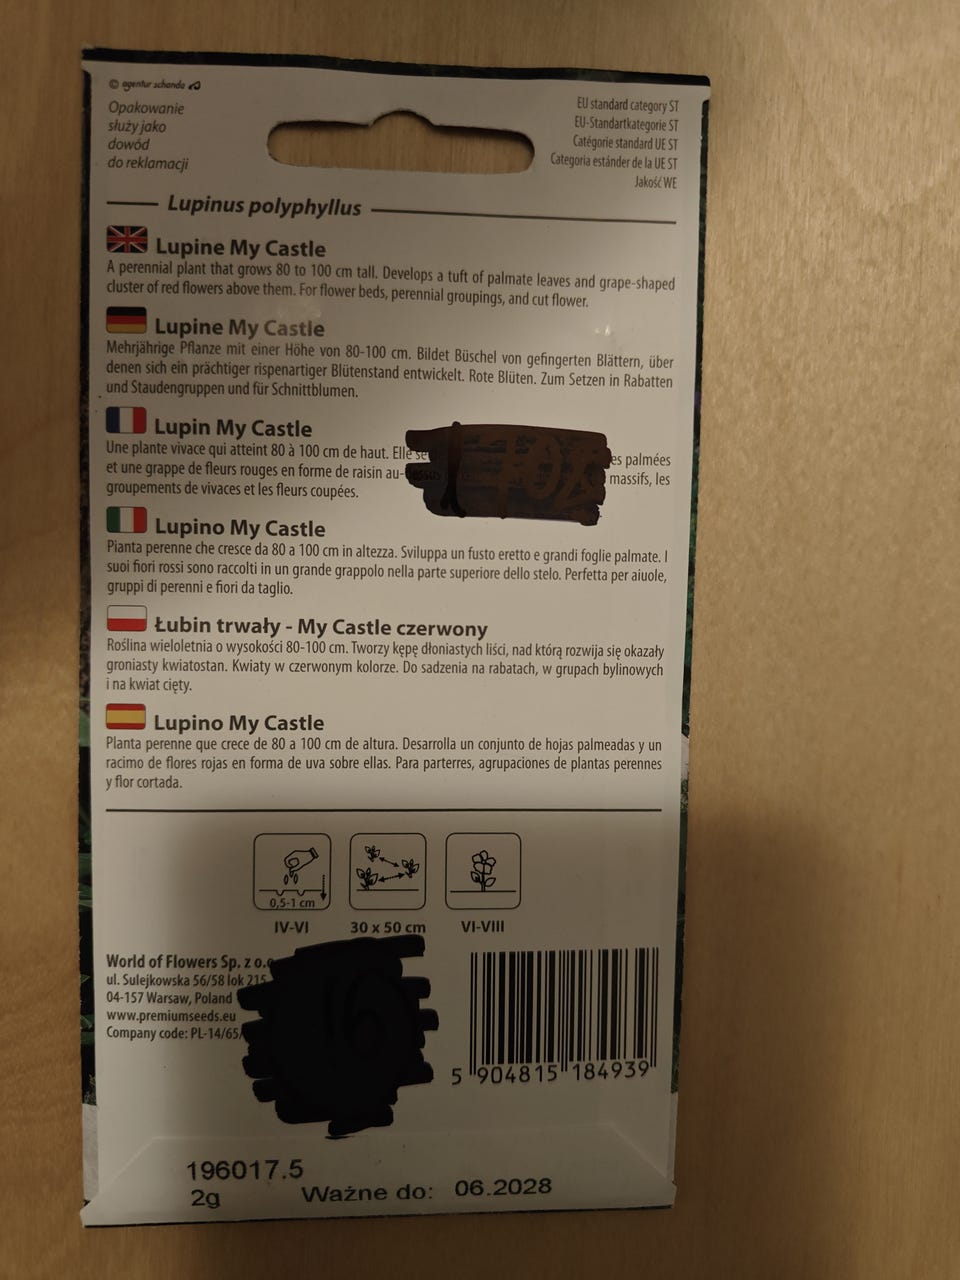 © agentur schanda
Opakowanie
służy jako
dowód
do reklamacji
EU standard category ST
EU-Standartkategorie ST
Catégorie standard UE ST
Categoria estánder de la UE ST
Jakość WE
Lupinus polyphyllus
Lupine My Castle
A perennial plant that grows 80 to 100 cm tall. Develops a tuft of palmate leaves and grape-shaped
cluster of red flowers above them. For flower beds, perennial groupings, and cut flower.
Lupine My Castle
Mehrjährige Pflanze mit einer Höhe von 80-100 cm. Bildet Büschel von gefingerten Blättern, über
denen sich ein prächtiger rispenartiger Blütenstand entwickelt. Rote Blüten. Zum Setzen in Rabatten
und Staudengruppen und für Schnittblumen.
Lupin My Castle
Une plante vivace qui atteint 80 à 100 cm de haut. Elle es palmées
et une grappe de fleurs rouges en forme de raisin au-dessus massifs, les
groupements de vivaces et les fleurs coupées.
Lupino My Castle
Pianta perenne che cresce da 80 a 100 cm in altezza. Sviluppa un fusto eretto e grandi foglie palmate. I
suoi fiori rossi sono raccolti in un grande grappolo nella parte superiore dello stelo. Perfetta per aiuole,
gruppi di perenni e fiori da taglio.
Łubin trwały - My Castle czerwony
Roślina wieloletnia o wysokości 80-100 cm. Tworzy kępę dłoniastych liści, nad którą rozwija się okazały
groniasty kwiatostan. Kwiaty w czerwonym kolorze. Do sadzenia na rabatach, w grupach bylinowych
i na kwiat cięty.
Lupino My Castle
Planta perenne que crece de 80 a 100 cm de altura. Desarrolla un conjunto de hojas palmeadas y un
racimo de flores rojas en forma de uva sobre ellas. Para parterres, agrupaciones de plantas perennes
y flor cortada.
0,5-1 cm
IV-VI 30 x 50 cm VI-VIII
World of Flowers Sp. z o.o
ul. Sulejkowska 56/58 lok 215
04-157 Warsaw, Poland
www.premiumseeds.eu
Company code: PL-14/65/
16
5 904815 184939
196017.5
2g Ważne do: 06.2028